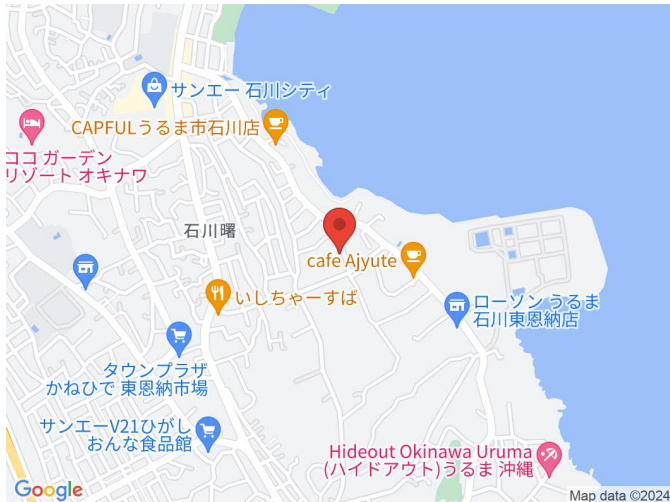 サンエー 石川シティ
CAPFULうるま市石川店
ココ ガーデン
リゾート オキナワ
石川曙
cafe Ajyute
いしちゃーすば
ローソン うるま
石川東恩納店
タウンプラザ
かねひで 東恩納市場
サンエーV21ひがし
おんな食品館
Hideout Okinawa Uruma
(ハイドアウト)うるま 沖縄
Google
Map data ©2024